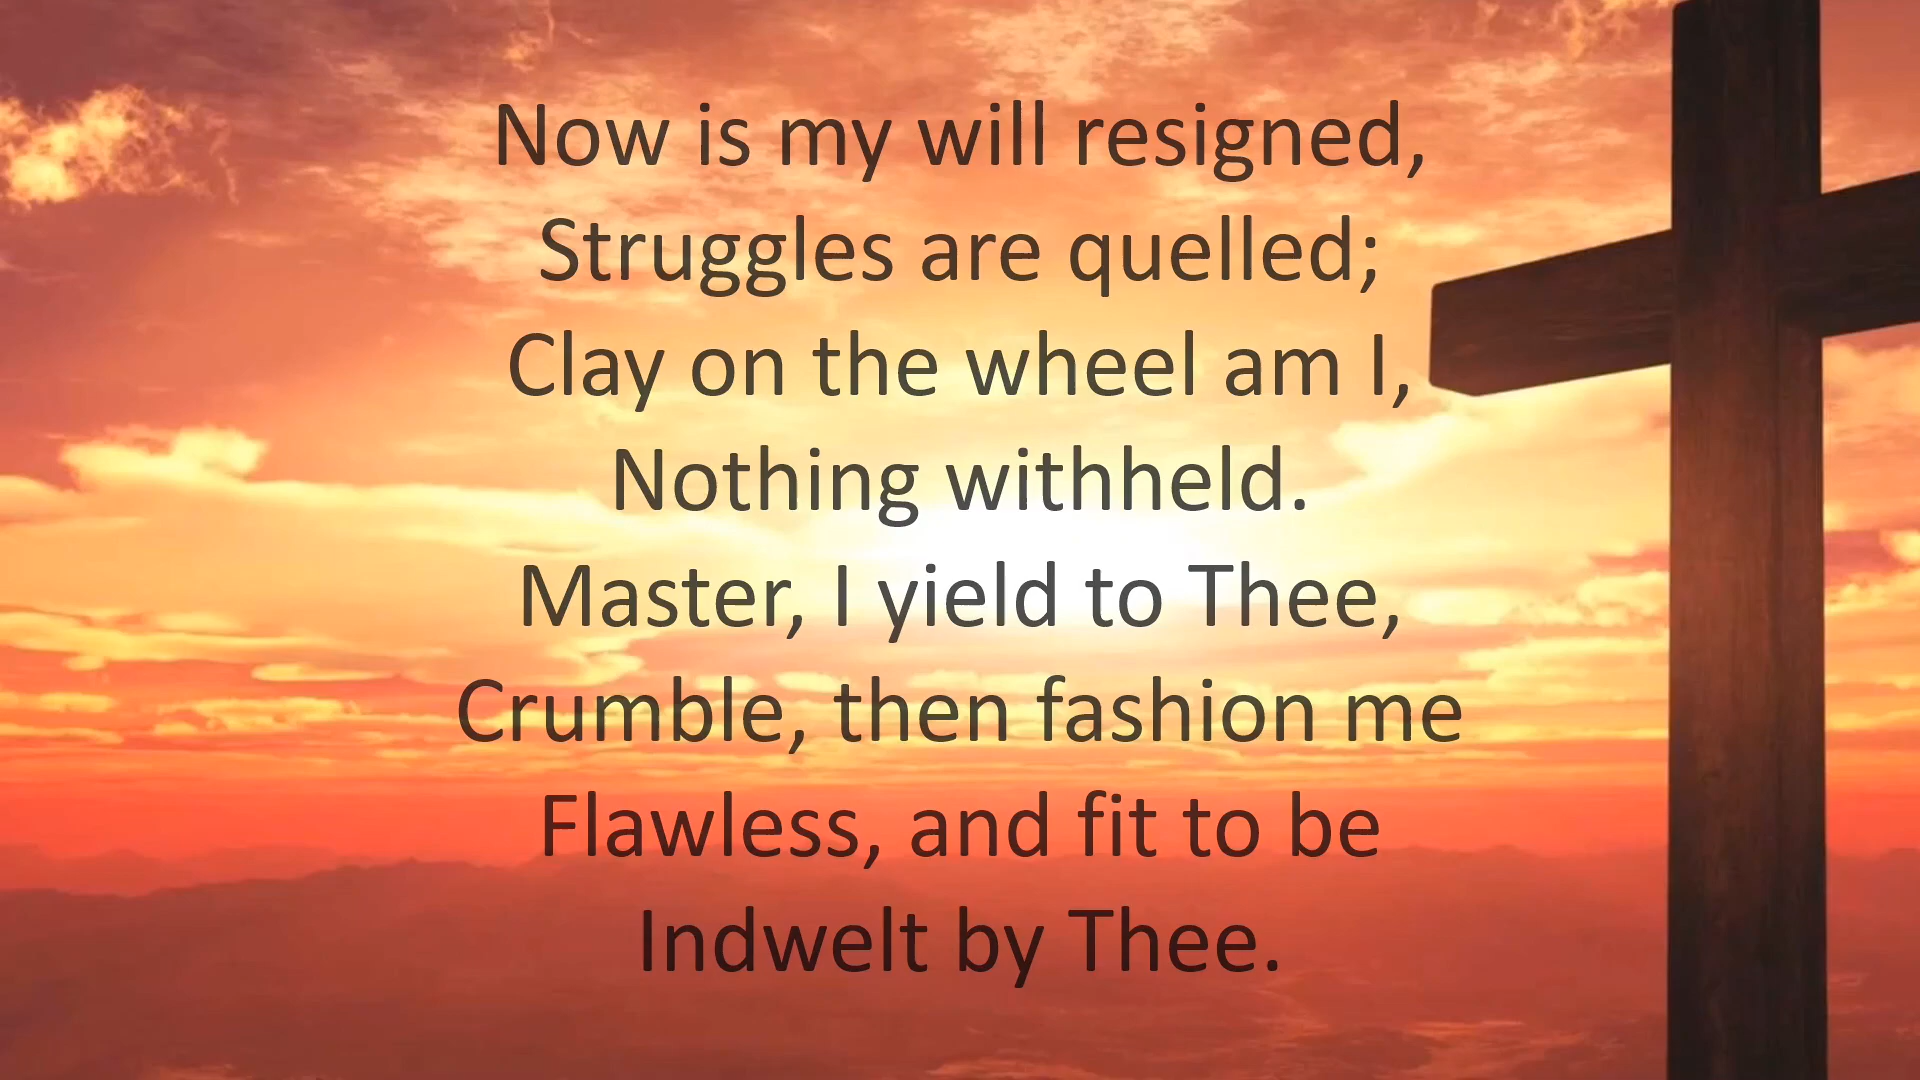 Now is my will resigned,
Struggles are quelled;
Clay on the wheel am I,
Nothing withheld.
Master, I yield to Thee,
Crumble, then fashion me
Flawless, and fit to be
Indwelt by Thee.